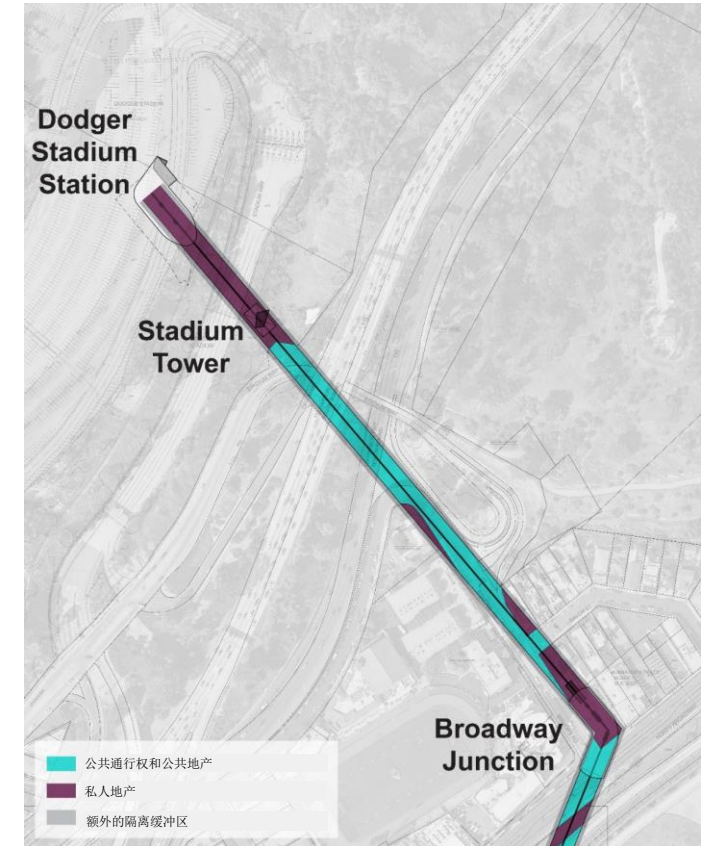 Dodger
Stadium
Station
Stadium
Tower
Broadway
Junction
公共通行权和公共地产
私人地产
额外的隔离缓冲区